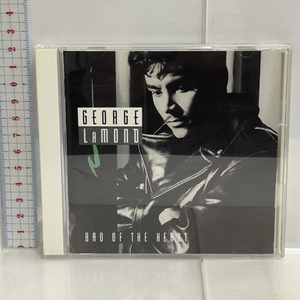 GEORGE
LAMOND
BAD OF THE HEART